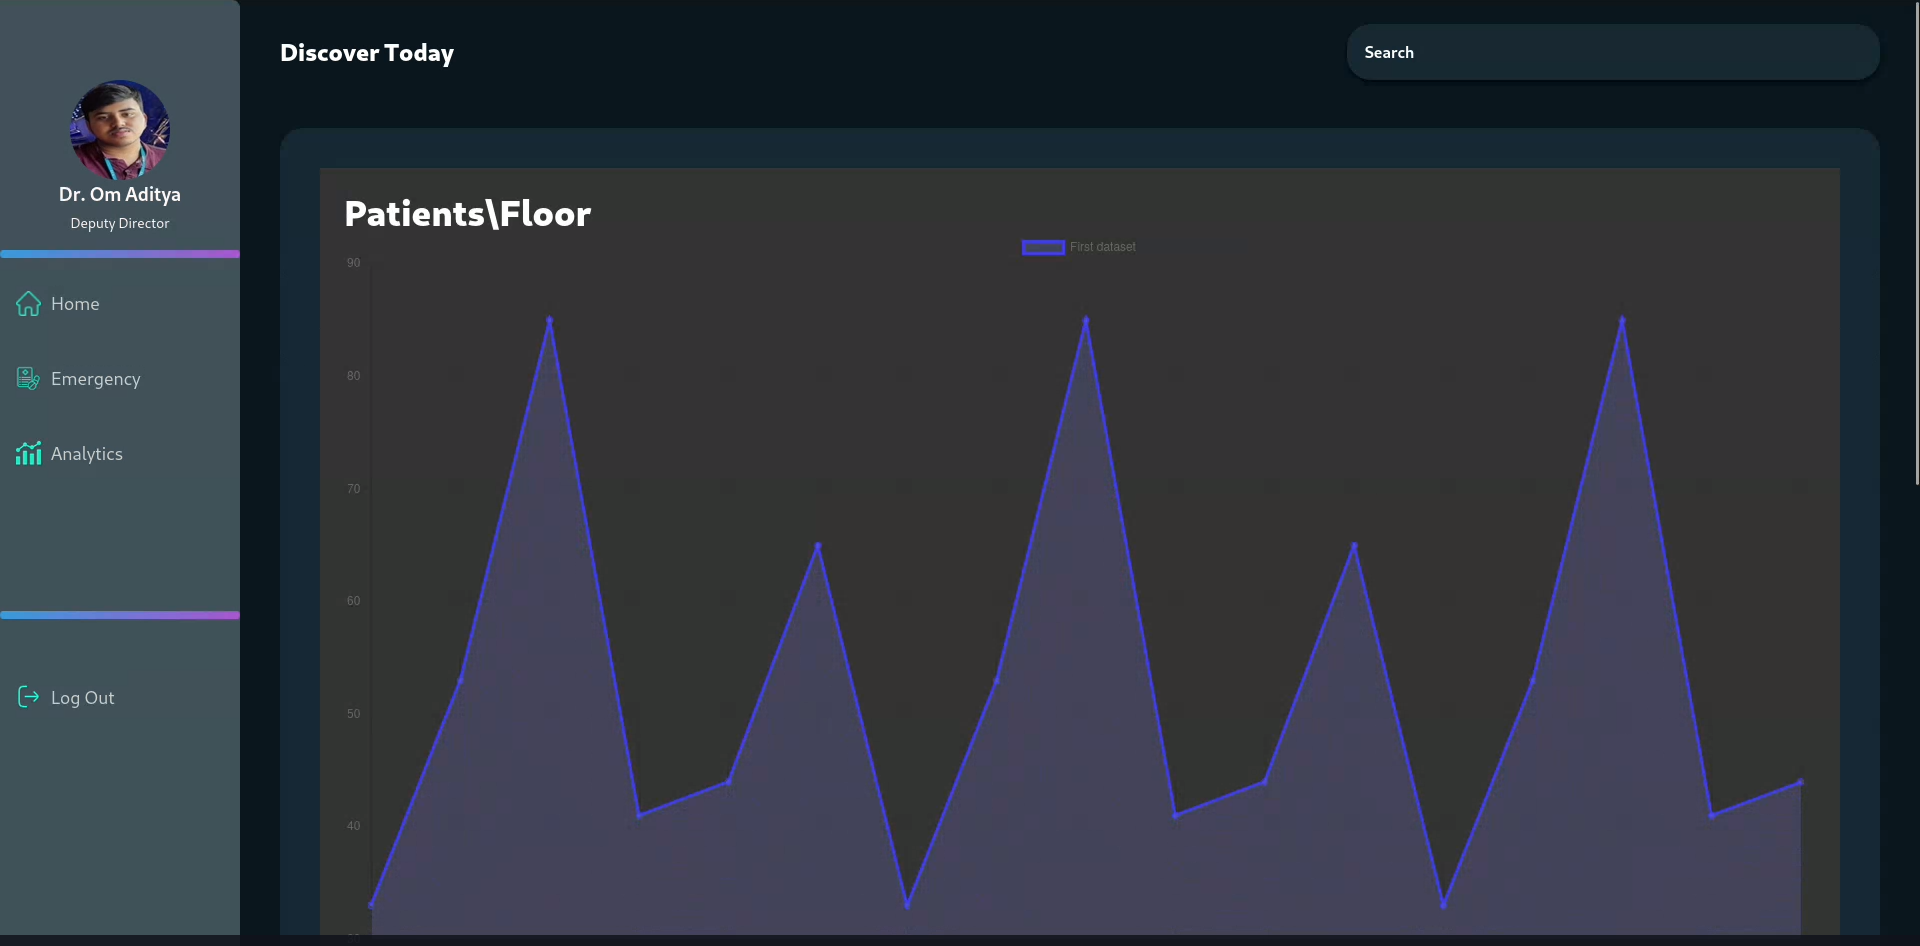 Dr. Om Aditya
Deputy Director
Home
Emergency
Analytics
Log Out
Discover Today
Search
Patients\Floor
First dataset
90
80
70
60
50
40